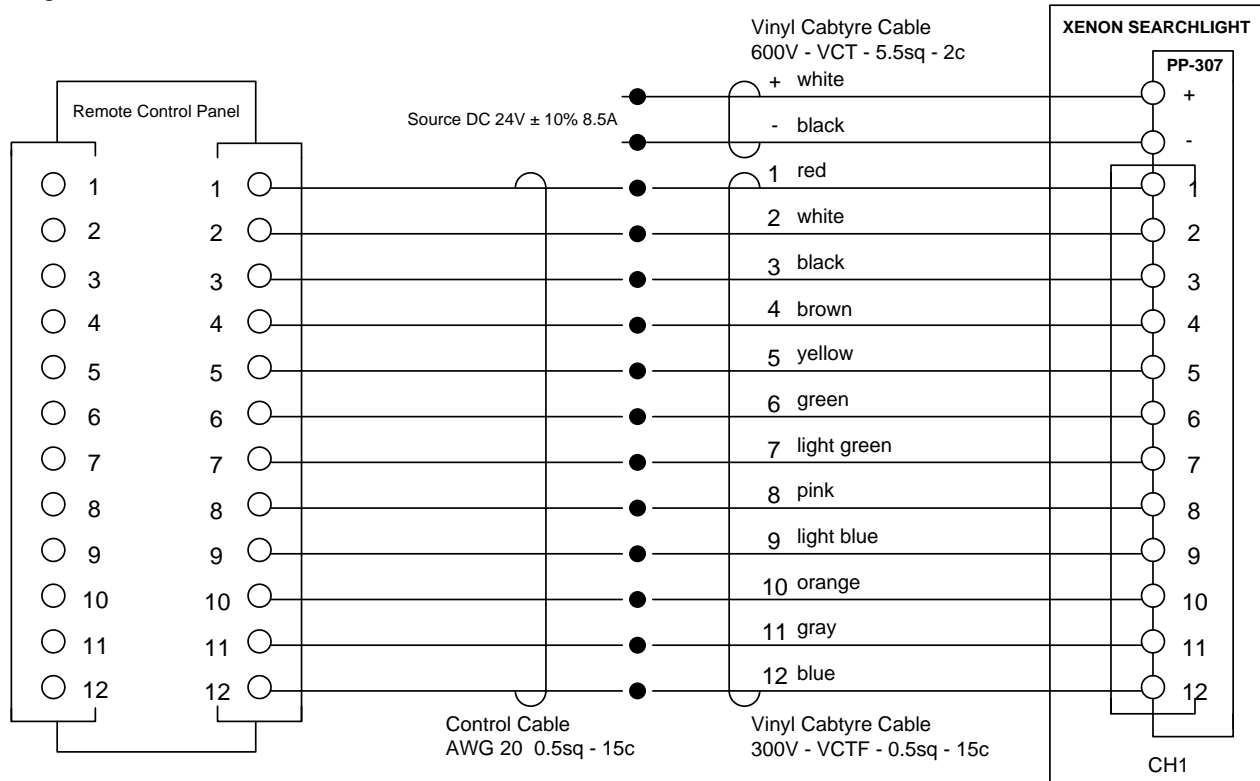 Vinyl Cabtyre Cable
600V - VCT - 5.5sq - 2c
XENON SEARCHLIGHT
PP-307
Remote Control Panel
Source DC 24V ± 10% 8.5A
+ white +
- black -
1 1 1 red 1
2 2 2 white 2
3 3 3 black 3
4 4 4 brown 4
5 5 5 yellow 5
6 6 6 green 6
7 7 7 light green 7
8 8 8 pink 8
9 9 9 light blue 9
10 10 10 orange 10
11 11 11 gray 11
12 12 12 blue 12
Control Cable
AWG 20 0.5sq - 15c
Vinyl Cabtyre Cable
300V - VCTF - 0.5sq - 15c
CH1